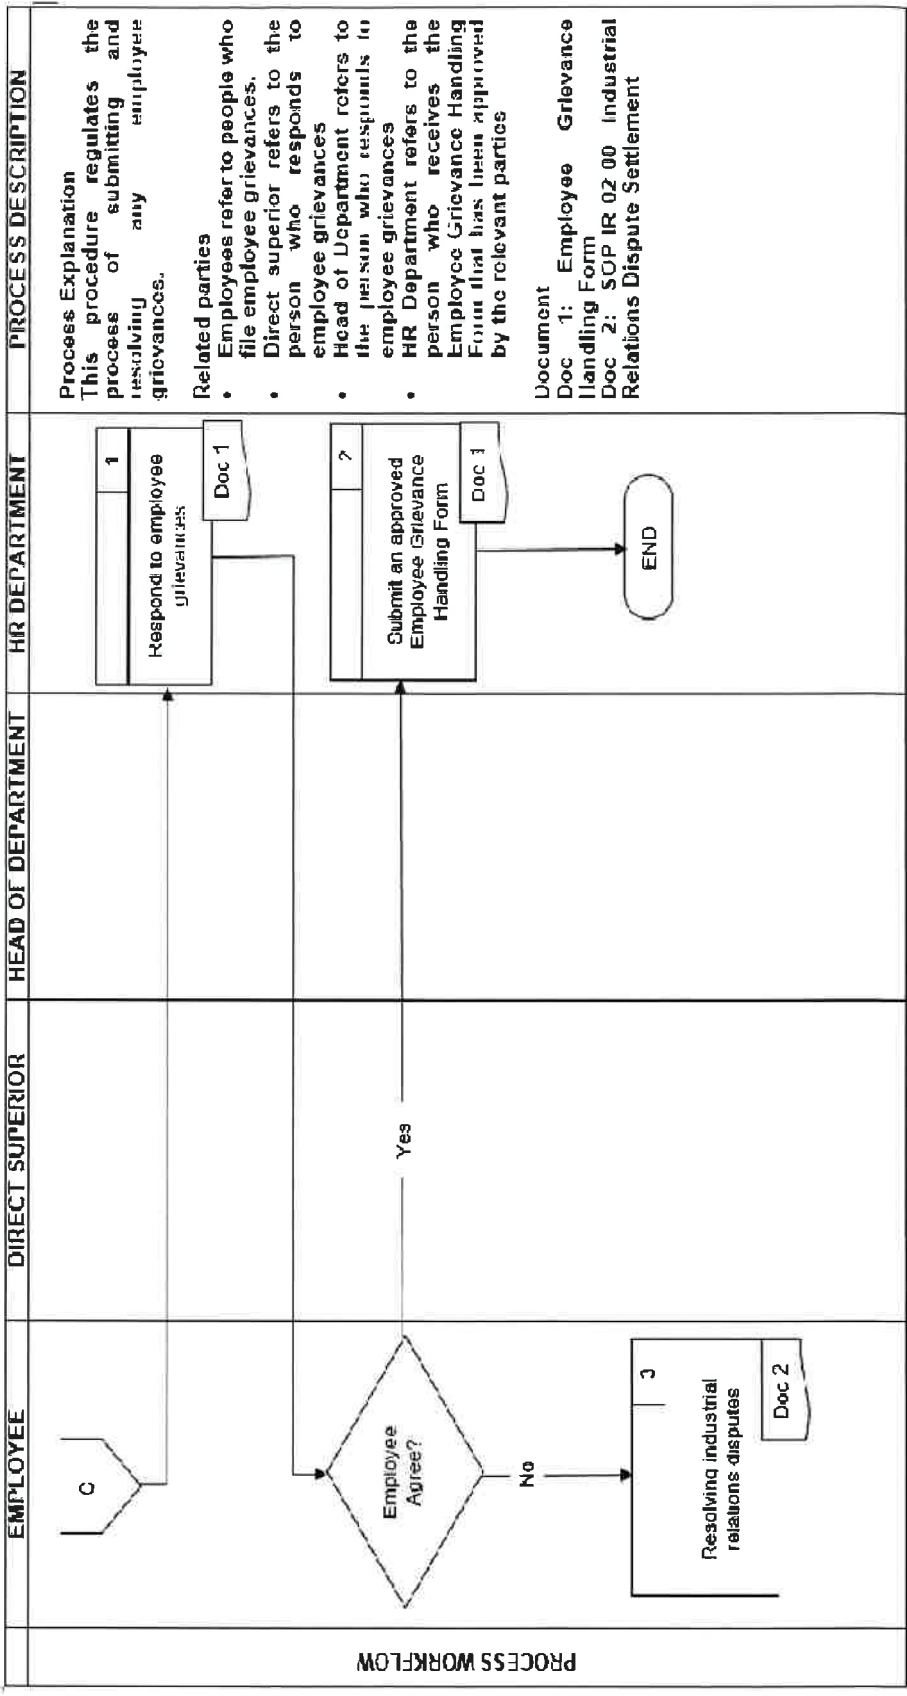 EMPLOYEE
DIRECT SUPERIOR
HEAD OF DEPARTMENT
HR DEPARTMENT
PROCESS DESCRIPTION
PROCESS WORKFLOW
C
1
Respond to employee
grievances
Doc 1
Employee
Agree?
Yes
2
Submit an approved
Employee Grievance
Handling Form
Doc 1
No
3
Resolving industrial
relations disputes
Doc 2
END
Process Explanation
This procedure regulates the
process of submitting and
resolving any employee
grievances.
Related parties
• Employees refer to people who
file employee grievances.
• Direct superior refers to the
person who responds to
employee grievances
• Head of Department refers to
the person who responds to
employee grievances
• HR Department refers to the
person who receives the
Employee Grievance Handling
Form that has been approved
by the relevant parties
Document
Doc 1: Employee Grievance
Handling Form
Doc 2: SOP IR 02 00 Industrial
Relations Dispute Settlement